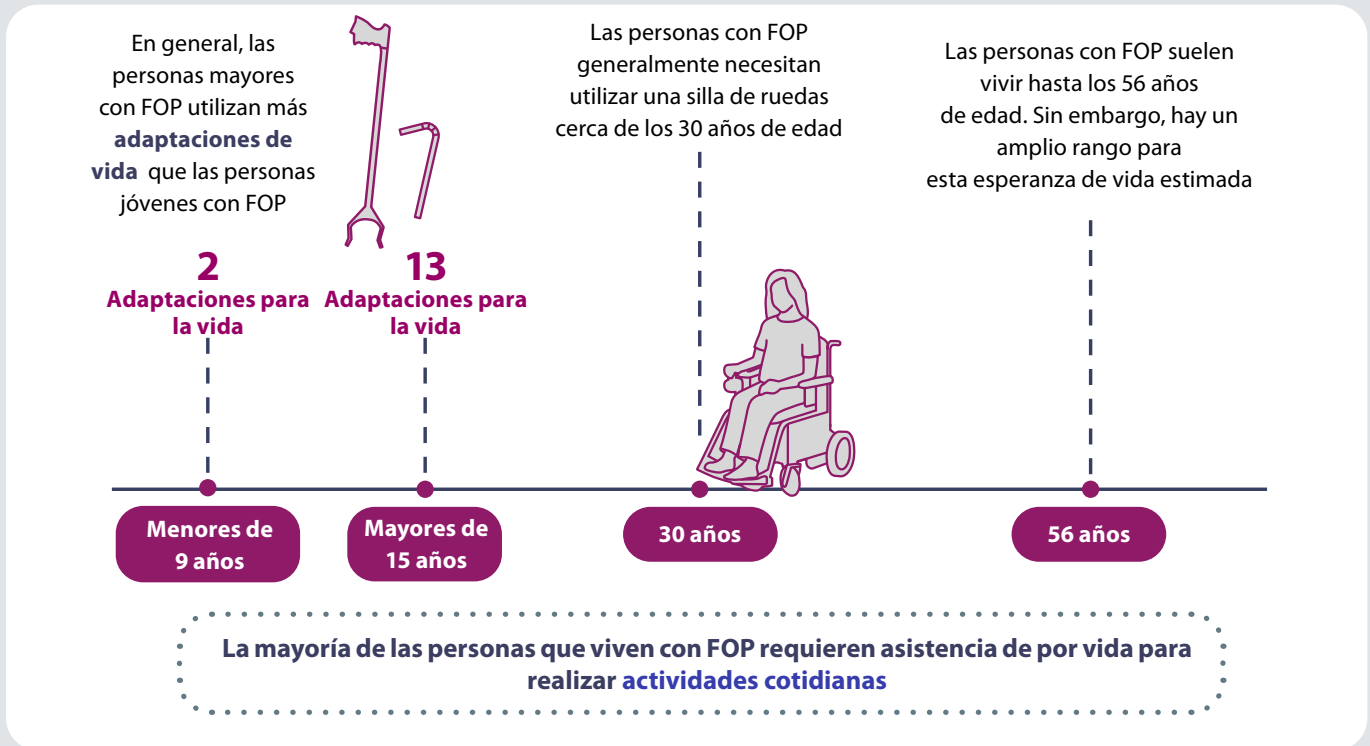 En general, las
personas mayores
con FOP utilizan más
adaptaciones de
vida que las personas
jóvenes con FOP
2
Adaptaciones para
la vida
13
Adaptaciones para
la vida
Las personas con FOP
generalmente necesitan
utilizar una silla de ruedas
cerca de los 30 años de edad
Las personas con FOP suelen
vivir hasta los 56 años
de edad. Sin embargo, hay un
amplio rango para
esta esperanza de vida estimada
Menores de
9 años
Mayores de
15 años
30 años
56 años
La mayoría de las personas que viven con FOP requieren asistencia de por vida para
realizar actividades cotidianas